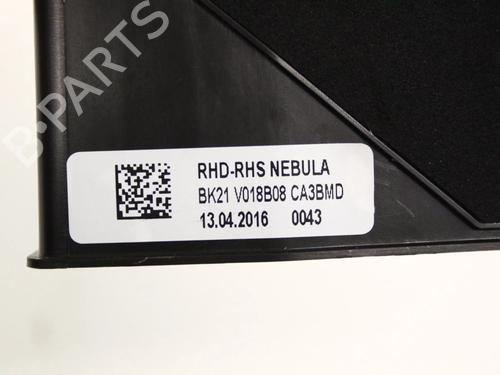 B·PARTS
RHD-RHS NEBULA
BK21 V018B08 CA3BMD
13.04.2016 0043